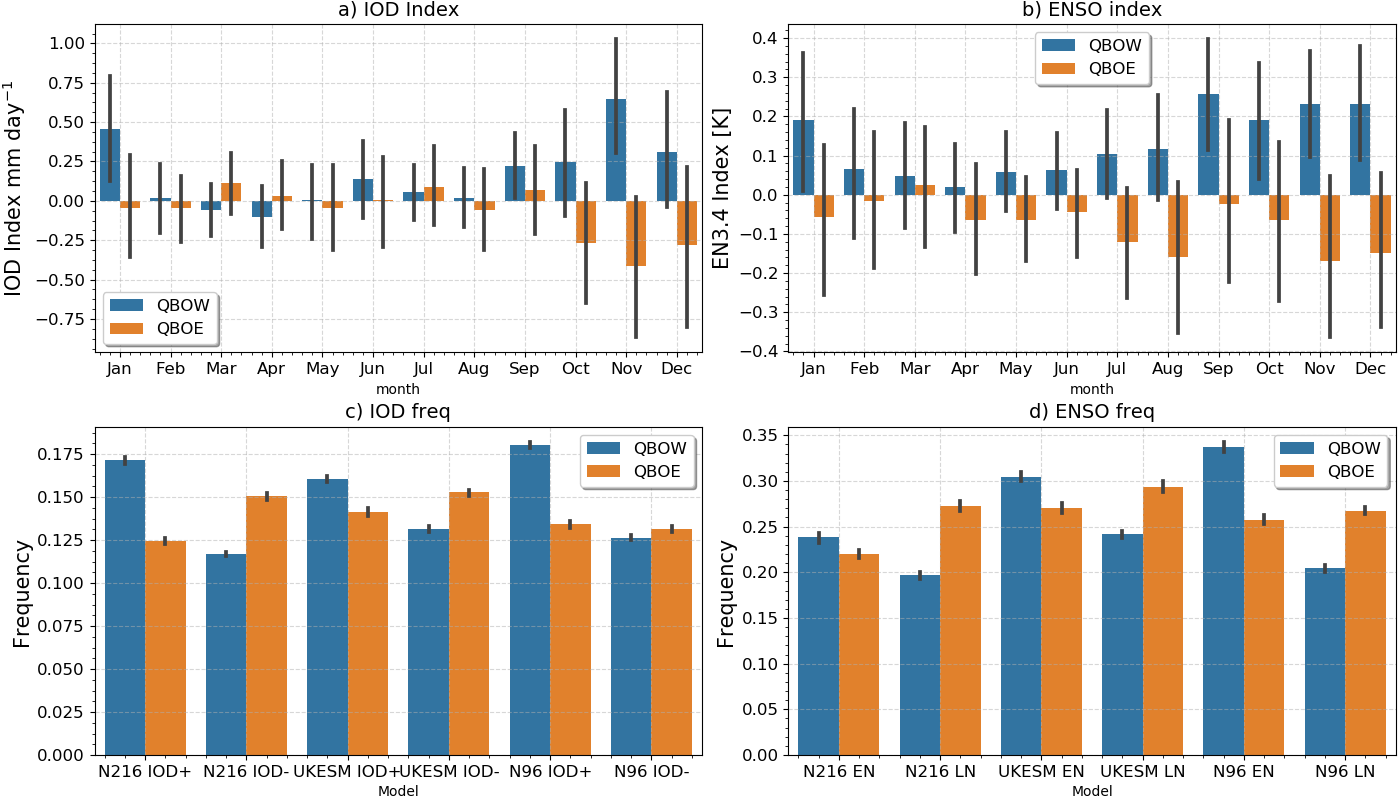 a) IOD Index
IOD Index mm day⁻¹
1.00
0.75
0.50
0.25
0.00
−0.25
−0.50
−0.75
QBOW
QBOE
Jan Feb Mar Apr May Jun Jul Aug Sep Oct Nov Dec
month
b) ENSO index
EN3.4 Index [K]
0.4
0.3
0.2
0.1
0.0
−0.1
−0.2
−0.3
−0.4
QBOW
QBOE
Jan Feb Mar Apr May Jun Jul Aug Sep Oct Nov Dec
month
c) IOD freq
Frequency
0.175
0.150
0.125
0.100
0.075
0.050
0.025
0.000
QBOW
QBOE
N216 IOD+ N216 IOD- UKESM IOD+ UKESM IOD- N96 IOD+ N96 IOD-
Model
d) ENSO freq
Frequency
0.35
0.30
0.25
0.20
0.15
0.10
0.05
0.00
QBOW
QBOE
N216 EN N216 LN UKESM EN UKESM LN N96 EN N96 LN
Model